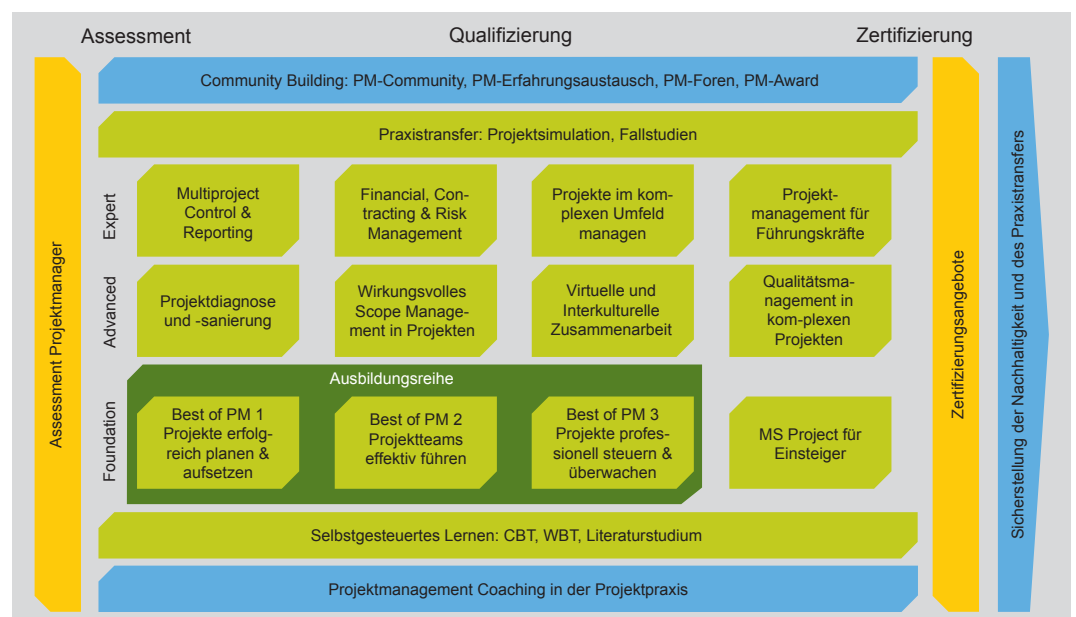 Assessment
Qualifizierung
Zertifizierung
Community Building: PM-Community, PM-Erfahrungsaustausch, PM-Foren, PM-Award
Praxistransfer: Projektsimulation, Fallstudien
Assessment Projektmanager
Expert
Multiproject
Control &
Reporting
Financial, Con-
tracting & Risk
Management
Projekte im kom-
plexen Umfeld
managen
Projekt-
management für
Führungskräfte
Advanced
Projektdiagnose
und -sanierung
Wirkungsvolles
Scope Manage-
ment in Projekten
Virtuelle und
Interkulturelle
Zusammenarbeit
Qualitätsma-
nagement in
kom-plexen
Projekten
Foundation
Ausbildungsreihe
Best of PM 1
Projekte erfolg-
reich planen &
aufsetzen
Best of PM 2
Projektteams
effektiv führen
Best of PM 3
Projekte profes-
sionell steuern &
überwachen
MS Project für
Einsteiger
Selbstgesteuertes Lernen: CBT, WBT, Literaturstudium
Projektmanagement Coaching in der Projektpraxis
Zertifizierungsangebote
Sicherstellung der Nachhaltigkeit und des Praxistransfers